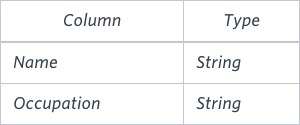 Column Type
Name String
Occupation String